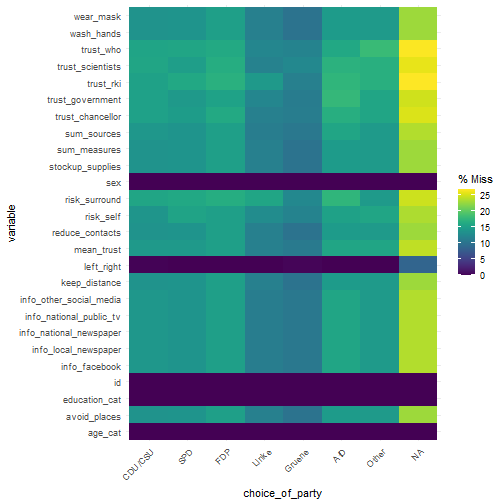 wear_mask
wash_hands
trust_who
trust_scientists
trust_rki
trust_government
trust_chancellor
sum_sources
sum_measures
stockup_supplies
sex
risk_surround
risk_self
reduce_contacts
mean_trust
left_right
keep_distance
info_other_social_media
info_national_public_tv
info_national_newspaper
info_local_newspaper
info_facebook
id
education_cat
avoid_places
age_cat
variable
CDU/CSU
SPD
FDP
Linke
Gruene
AfD
Other
NA
choice_of_party
% Miss
25
20
15
10
5
0